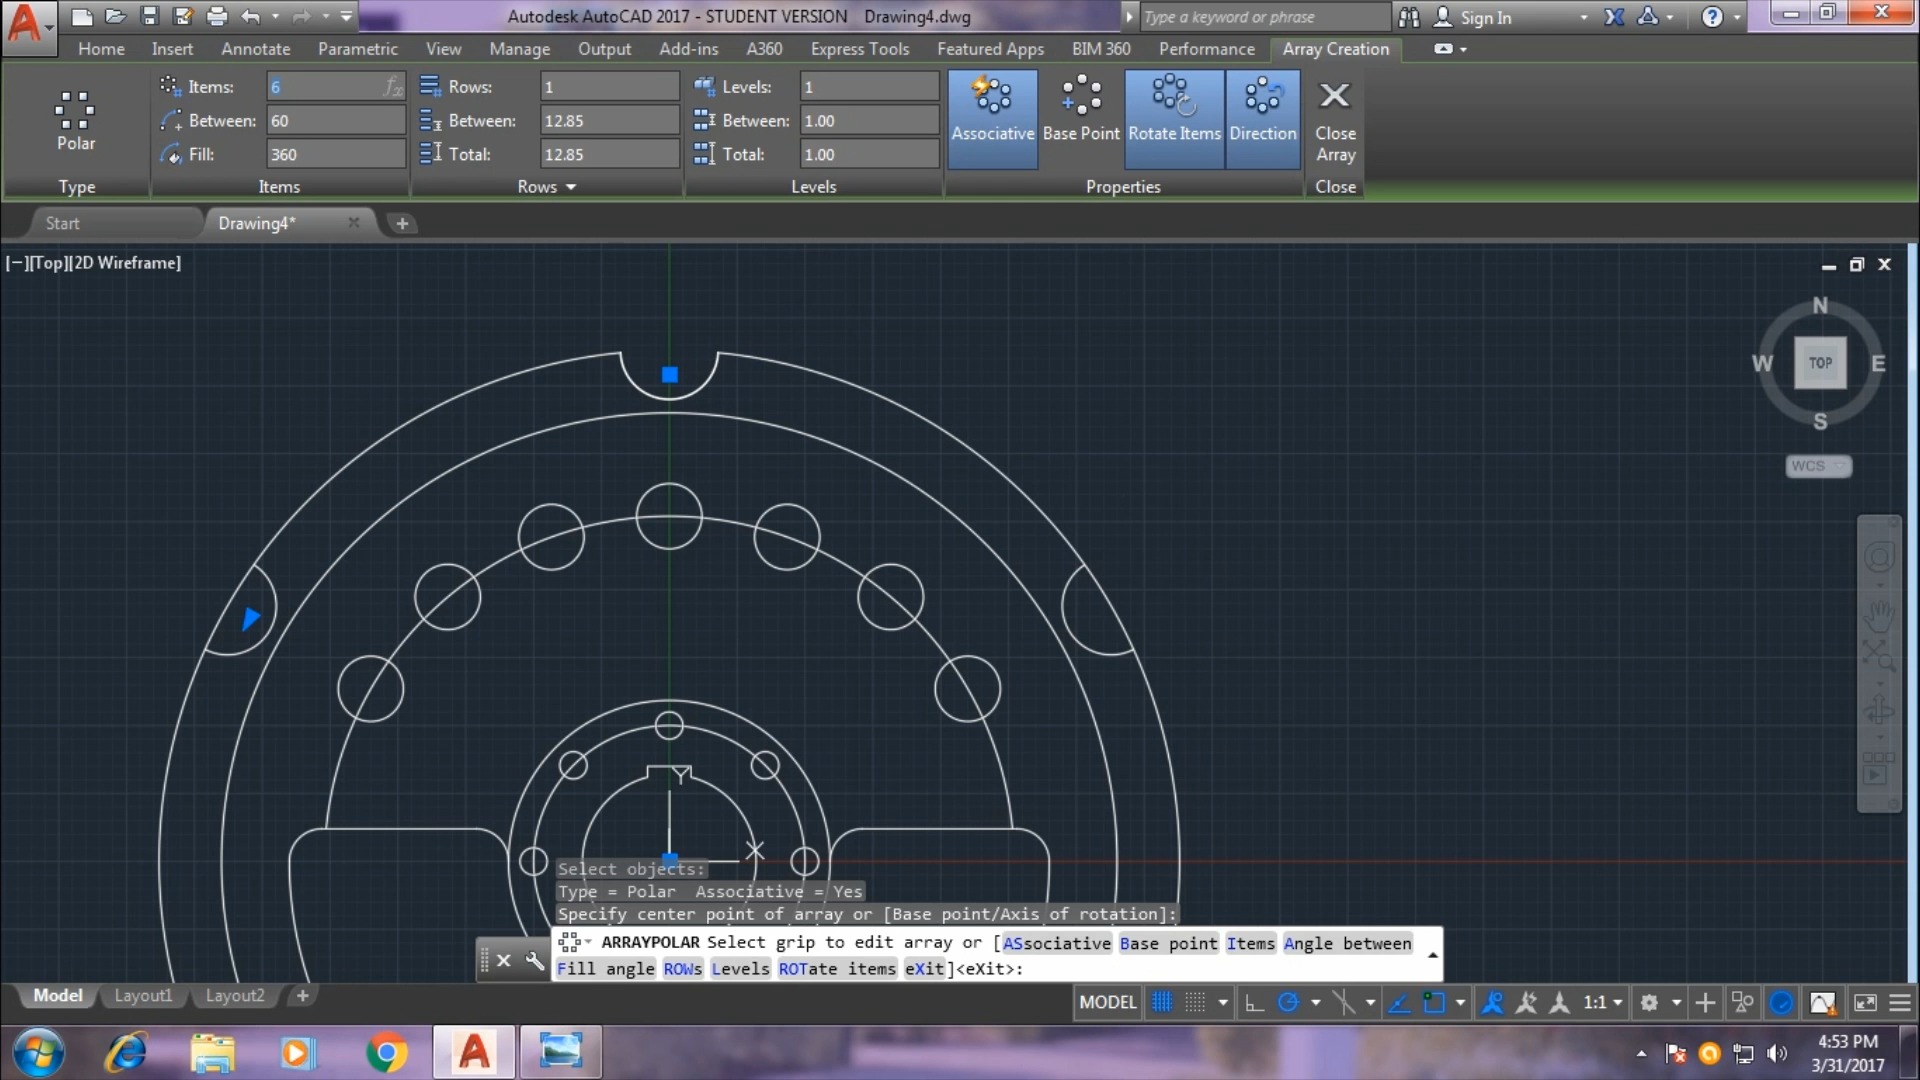 Autodesk AutoCAD 2017 - STUDENT VERSION Drawing4.dwg
Type a keyword or phrase
Sign In
Home Insert Annotate Parametric View Manage Output Add-ins A360 Express Tools Featured Apps BIM 360 Performance Array Creation
Items: 6 fx Rows: 1 Levels: 1
Between: 60 Between: 12.85 Between: 1.00
Fill: 360 Total: 12.85 Total: 1.00
Polar
Associative Base Point Rotate Items Direction Close
Array
Type Items Rows Levels Properties Close
Start Drawing4*
[−][Top][2D Wireframe]
N
W TOP E
S
WCS
Y
X
Select objects:
Type = Polar Associative = Yes
Specify center point of array or [Base point/Axis of rotation]:
ARRAYPOLAR Select grip to edit array or [ASsociative Base point Items Angle between
Fill angle ROWs Levels ROTate items eXit]<eXit>:
Model Layout1 Layout2
MODEL 1:1
4:53 PM
3/31/2017